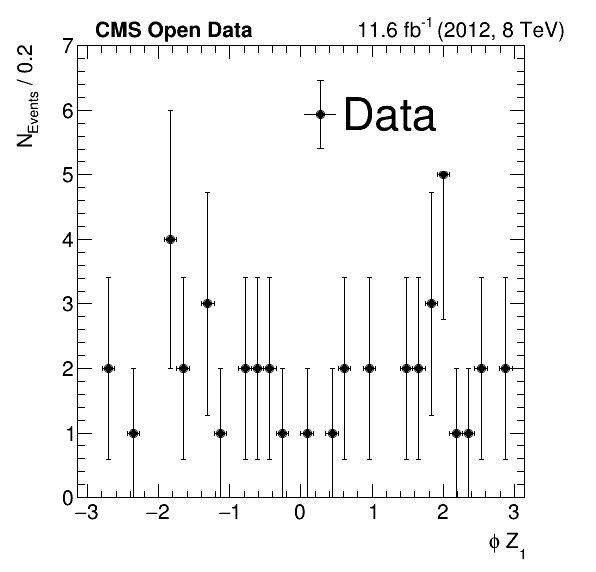 CMS Open Data 11.6 fb⁻¹ (2012, 8 TeV)
N_Events / 0.2
7
6
5
4
3
2
1
0
Data
−3 −2 −1 0 1 2 3
ϕ Z₁